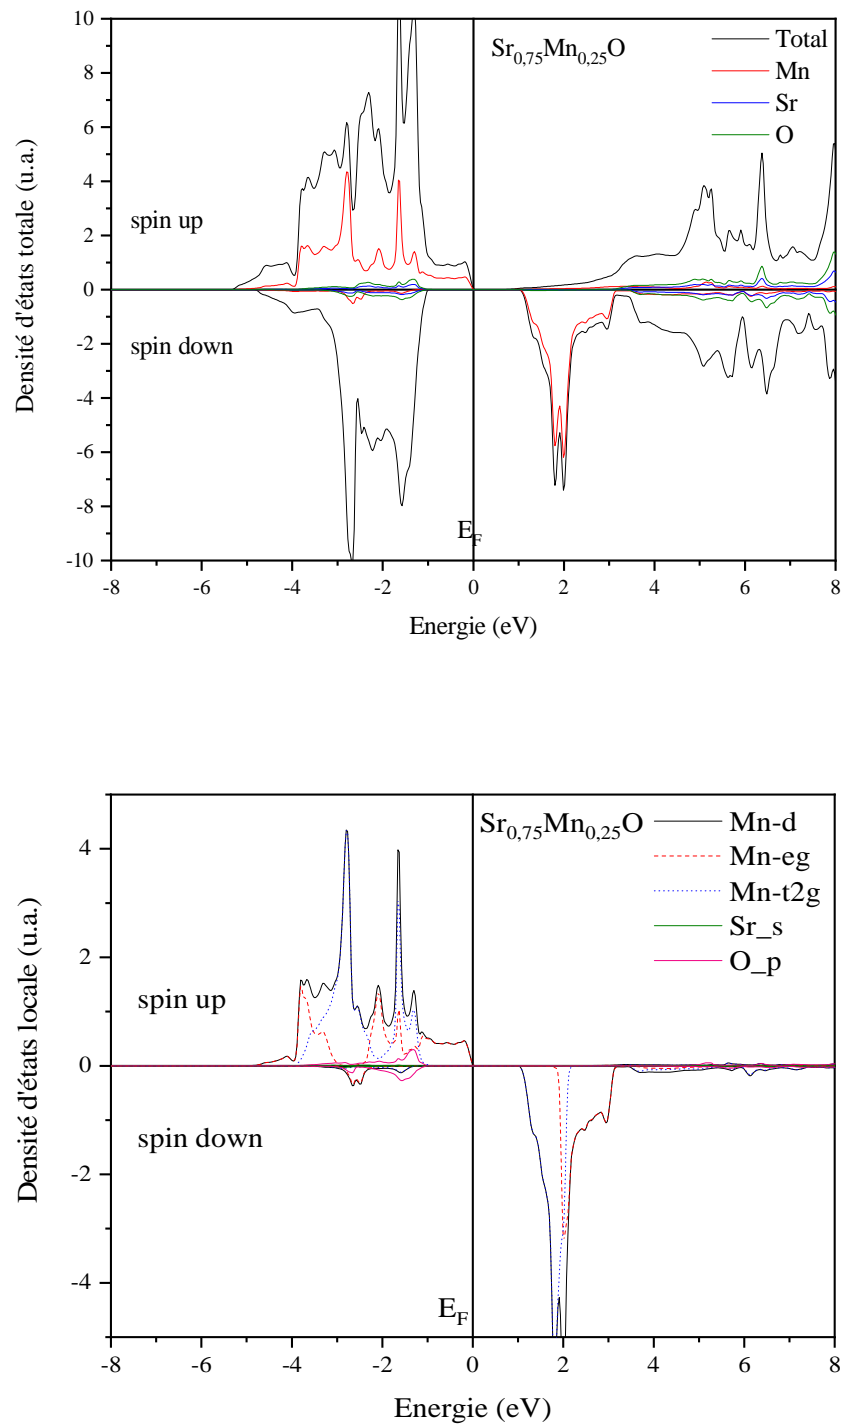 10
8
6
4
2
0
-2
-4
-6
-8
-10
Densité d'états totale (u.a.)
Sr0,75Mn0,25O
Total
Mn
Sr
O
spin up
spin down
EF
-8 -6 -4 -2 0 2 4 6 8
Energie (eV)
4
2
0
-2
-4
Densité d'états locale (u.a.)
Sr0,75Mn0,25O
Mn-d
Mn-eg
Mn-t2g
Sr_s
O_p
spin up
spin down
EF
-8 -6 -4 -2 0 2 4 6 8
Energie (eV)